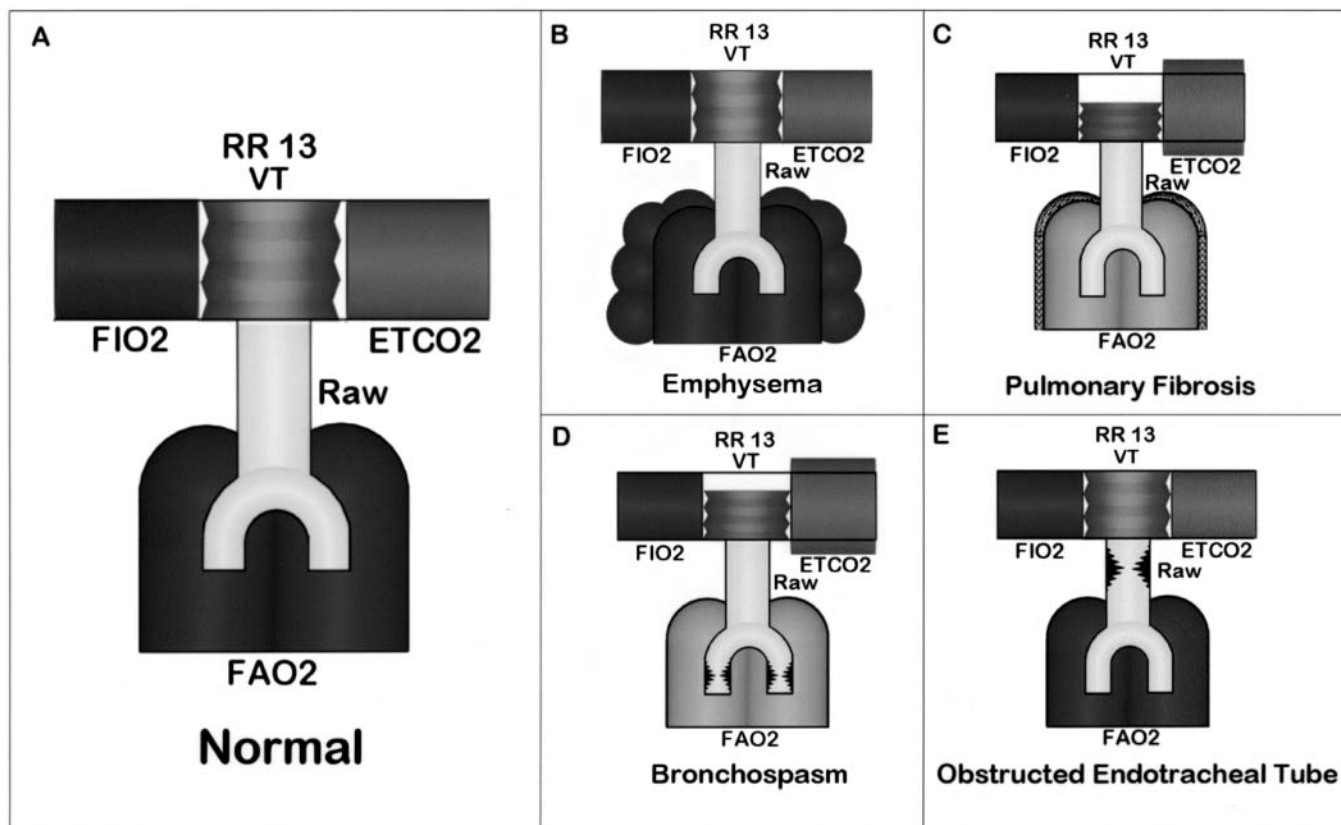 A
RR 13
VT
FIO2
ETCO2
Raw
FAO2
Normal
B
RR 13
VT
FIO2
ETCO2
Raw
FAO2
Emphysema
C
RR 13
VT
FIO2
ETCO2
Raw
FAO2
Pulmonary Fibrosis
D
RR 13
VT
FIO2
ETCO2
Raw
FAO2
Bronchospasm
E
RR 13
VT
FIO2
ETCO2
Raw
FAO2
Obstructed Endotracheal Tube